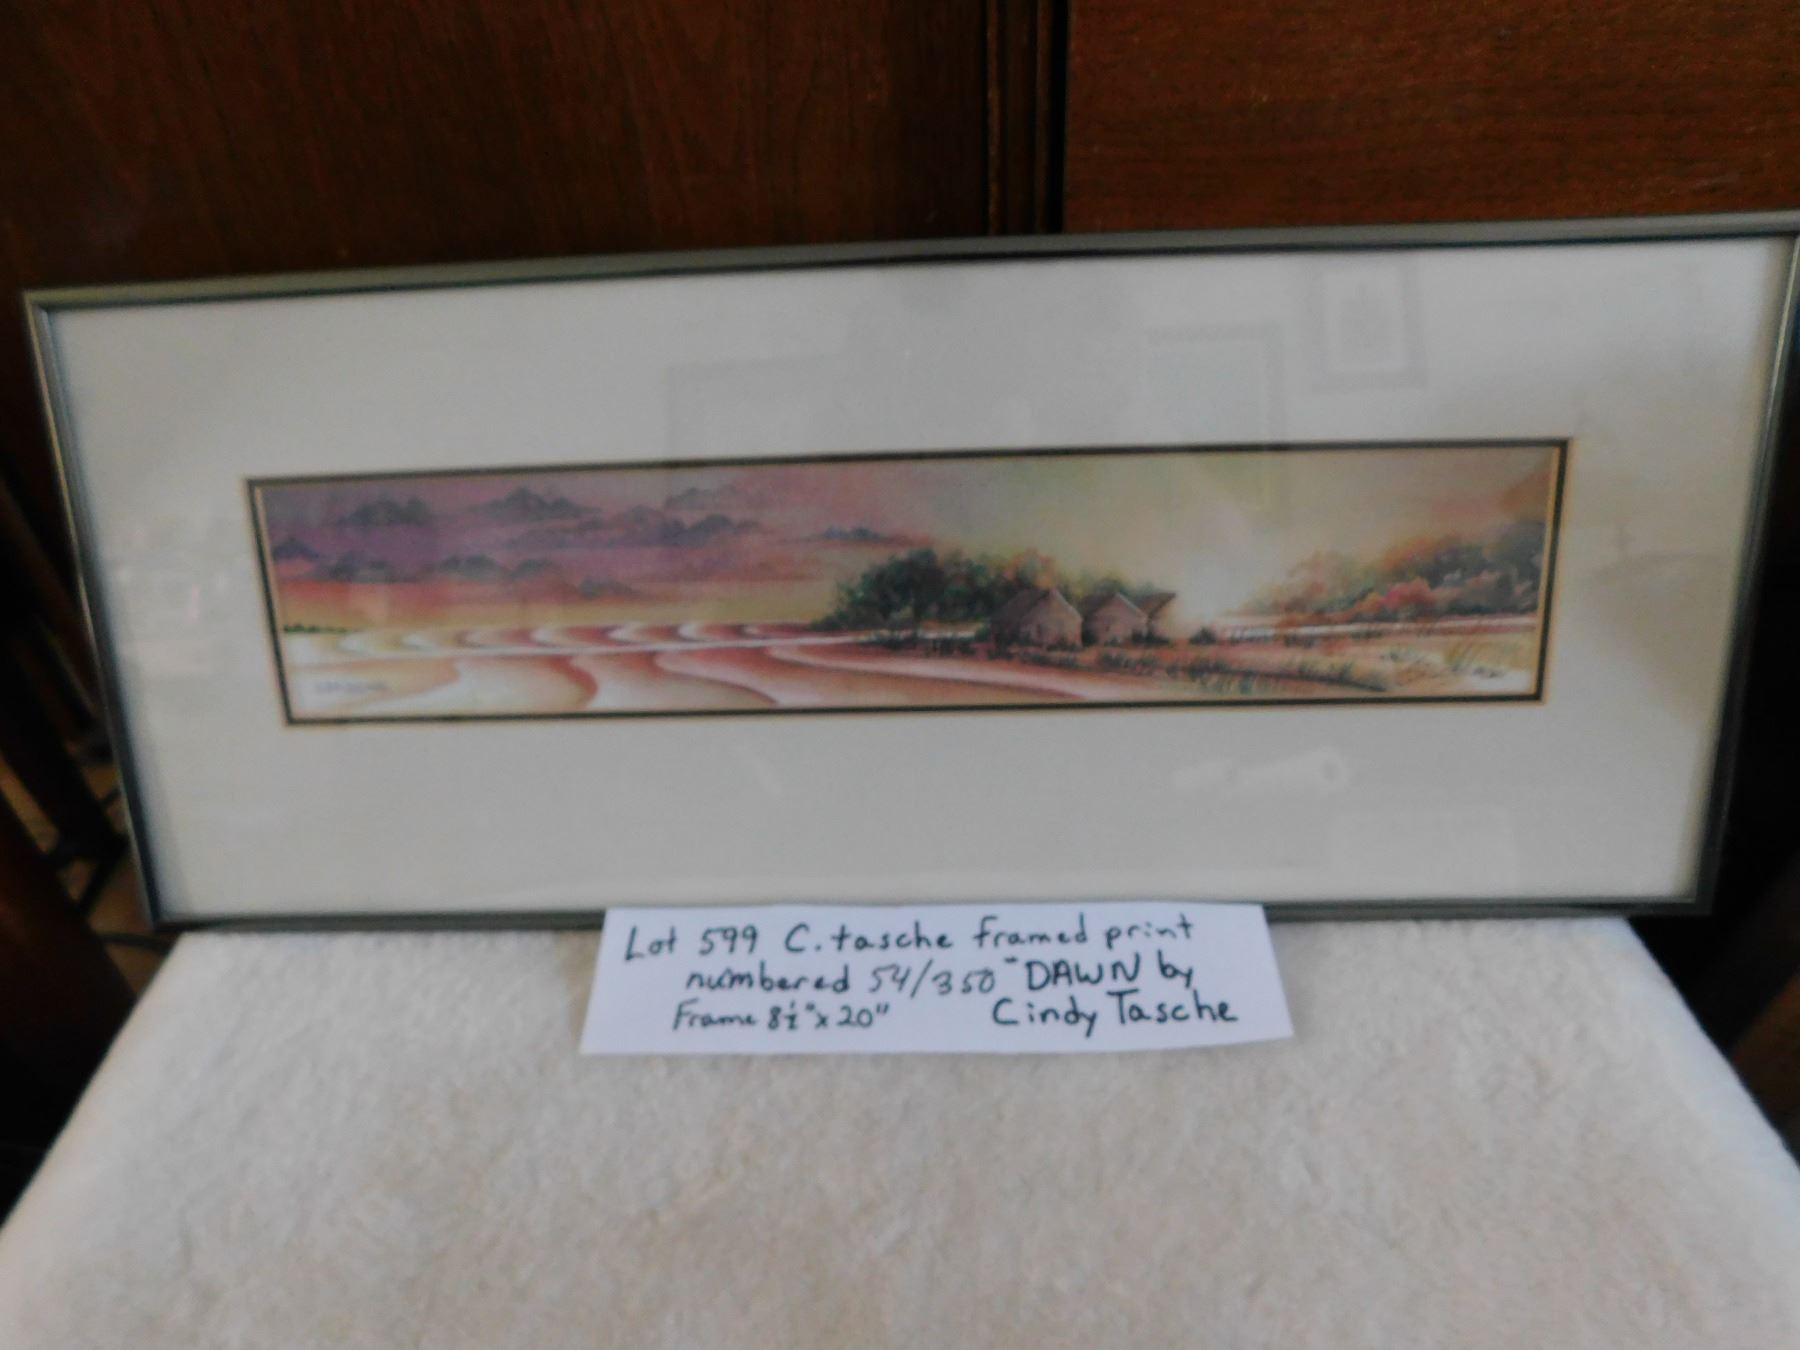 Lot 599 C. tasche framed print
numbered 54/350 "DAWN by
Frame 8½" x 20" Cindy Tasche